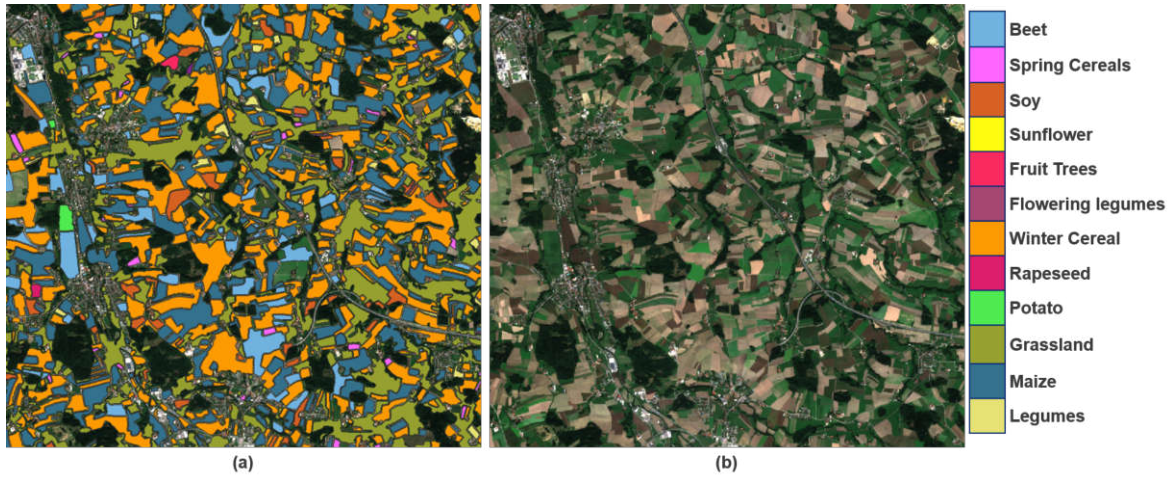 Beet
Spring Cereals
Soy
Sunflower
Fruit Trees
Flowering legumes
Winter Cereal
Rapeseed
Potato
Grassland
Maize
Legumes
(a)
(b)